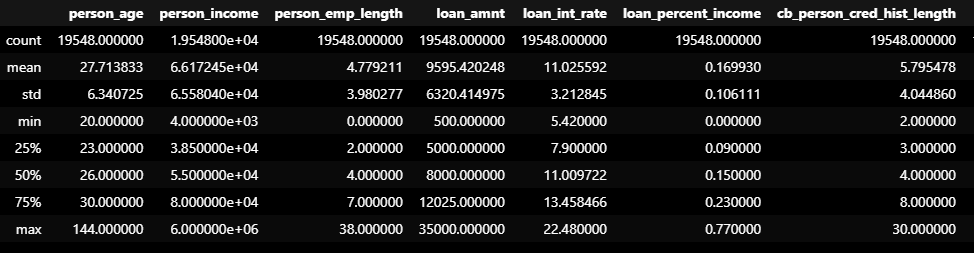 person_age person_income person_emp_length loan_amnt loan_int_rate loan_percent_income cb_person_cred_hist_length
count 19548.000000 1.954800e+04 19548.000000 19548.000000 19548.000000 19548.000000 19548.000000
mean 27.713833 6.617245e+04 4.779211 9595.420248 11.025592 0.169930 5.795478
std 6.340725 6.558040e+04 3.980277 6320.414975 3.212845 0.106111 4.044860
min 20.000000 4.000000e+03 0.000000 500.000000 5.420000 0.000000 2.000000
25% 23.000000 3.850000e+04 2.000000 5000.000000 7.900000 0.090000 3.000000
50% 26.000000 5.500000e+04 4.000000 8000.000000 11.009722 0.150000 4.000000
75% 30.000000 8.000000e+04 7.000000 12025.000000 13.458466 0.230000 8.000000
max 144.000000 6.000000e+06 38.000000 35000.000000 22.480000 0.770000 30.000000